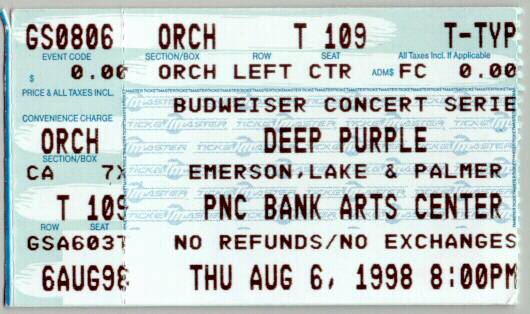 GS0806 ORCH T 109 T-TYP
EVENT CODE SECTION/BOX ROW SEAT All Taxes Incl. If Applicable
$ 0.00 ORCH LEFT CTR ADM$ FC 0.00
PRICE & ALL TAXES INCL. BUDWEISER CONCERT SERIE
CONVENIENCE CHARGE
ORCH DEEP PURPLE
SECTION/BOX
CA 7X EMERSON,LAKE & PALMER
T 109 PNC BANK ARTS CENTER
ROW SEAT
GSA603T NO REFUNDS/NO EXCHANGES
6AUG98 THU AUG 6, 1998 8:00PM